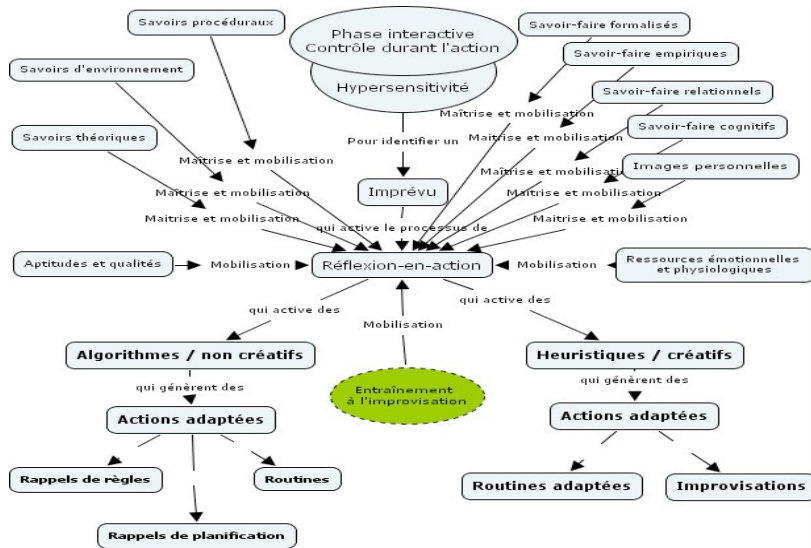 Savoirs procéduraux
Phase interactive
Contrôle durant l'action
Hypersensitivité
Savoir-faire formalisés
Savoir-faire empiriques
Savoirs d'environnement
Savoir-faire relationnels
Maîtrise et mobilisation
Savoir-faire cognitifs
Savoirs théoriques
Pour identifier un
Maîtrise et mobilisation
Maîtrise et mobilisation
Images personnelles
Maîtrise et mobilisation
Imprévu
Maîtrise et mobilisation
Maîtrise et mobilisation
Maitrise et mobilisation
Maitrise et mobilisation
qui active le processus de
Aptitudes et qualités
Mobilisation
Réflexion-en-action
Mobilisation
Ressources émotionnelles
et physiologiques
qui active des
qui active des
Mobilisation
Algorithmes / non créatifs
Heuristiques / créatifs
Entraînement
à l'improvisation
qui génèrent des
qui génèrent des
Actions adaptées
Actions adaptées
Rappels de règles
Routines
Routines adaptées
Improvisations
Rappels de planification